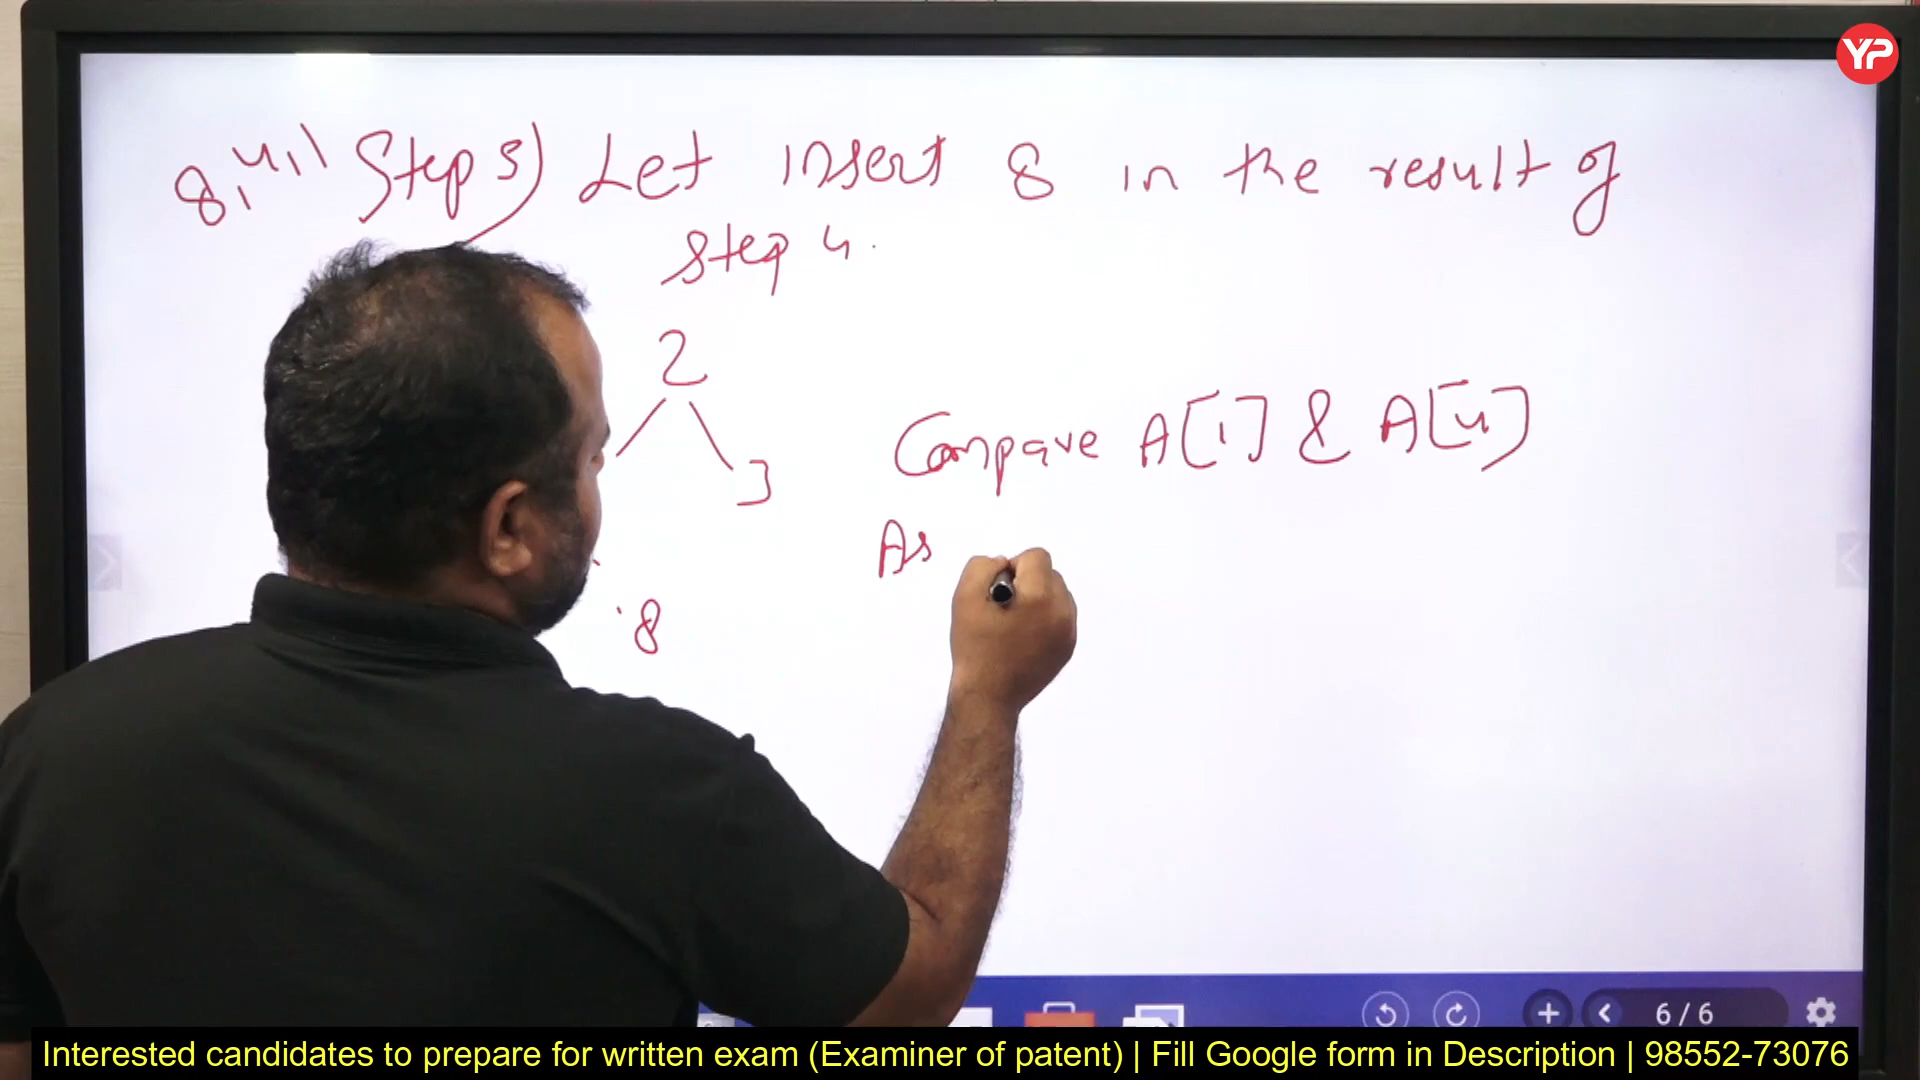 YP
8, 4, 1 Step 5) Let insert 8 in the result of
Step 4.
2
Compare A[1] & A[4]
3
As
8
6 / 6
Interested candidates to prepare for written exam (Examiner of patent) | Fill Google form in Description | 98552-73076